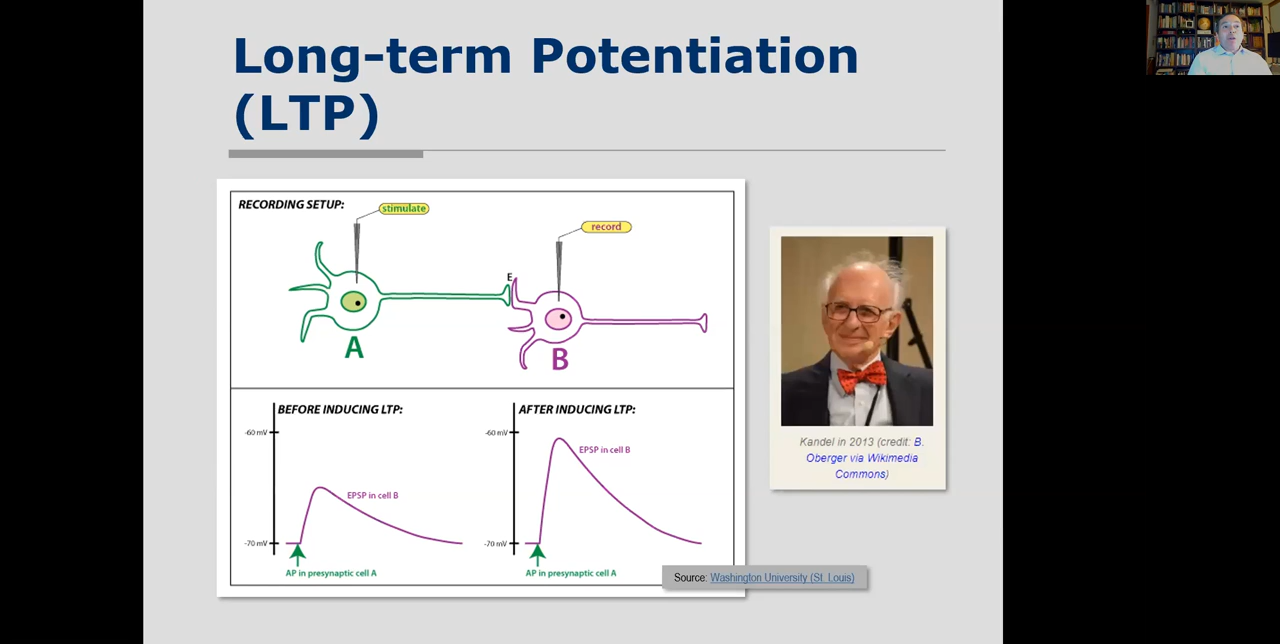 Long-term Potentiation
(LTP)
RECORDING SETUP:
stimulate
record
E
A
B
BEFORE INDUCING LTP:
-60 mV
EPSP in cell B
-70 mV
AP in presynaptic cell A
AFTER INDUCING LTP:
-60 mV
EPSP in cell B
-70 mV
AP in presynaptic cell A
Kandel in 2013 (credit: B.
Oberger via Wikimedia
Commons)
Source: Washington University (St. Louis)